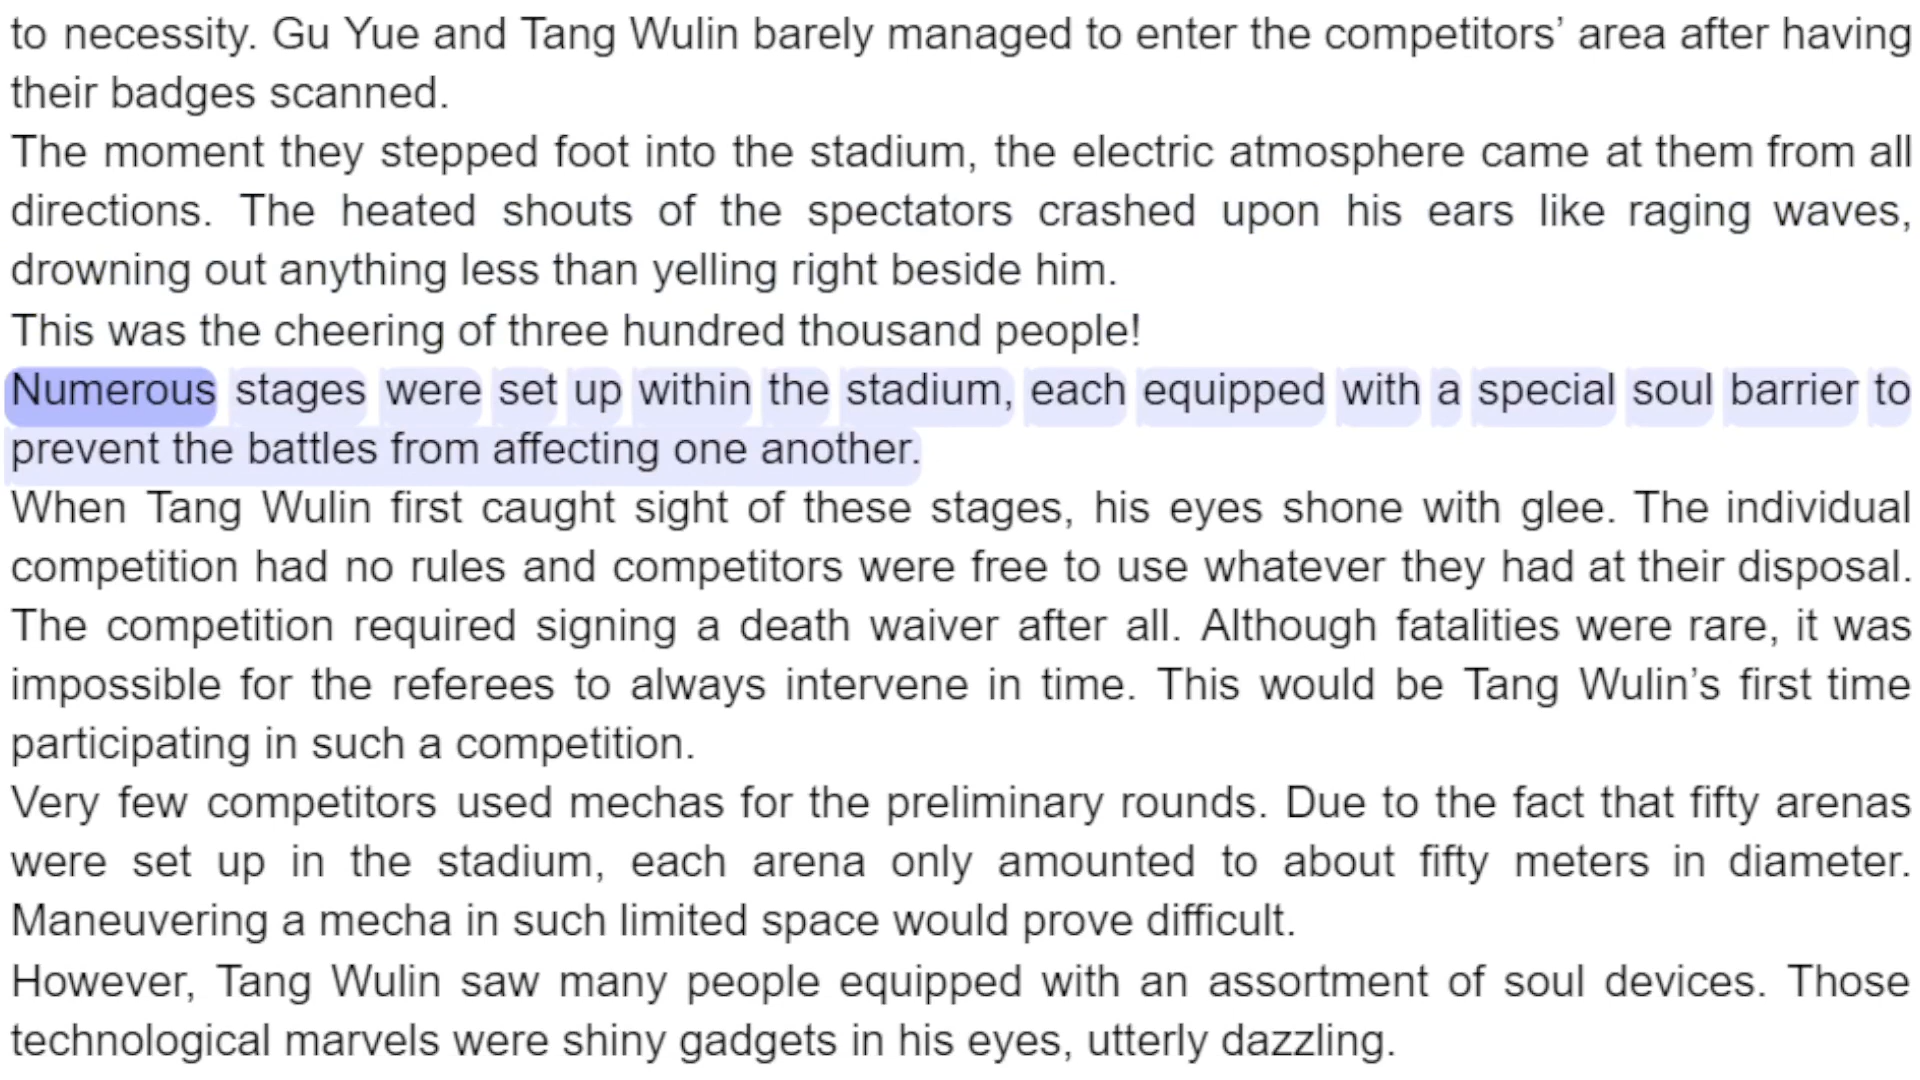 to necessity. Gu Yue and Tang Wulin barely managed to enter the competitors’ area after having
their badges scanned.
The moment they stepped foot into the stadium, the electric atmosphere came at them from all
directions. The heated shouts of the spectators crashed upon his ears like raging waves,
drowning out anything less than yelling right beside him.
This was the cheering of three hundred thousand people!
Numerous stages were set up within the stadium, each equipped with a special soul barrier to
prevent the battles from affecting one another.
When Tang Wulin first caught sight of these stages, his eyes shone with glee. The individual
competition had no rules and competitors were free to use whatever they had at their disposal.
The competition required signing a death waiver after all. Although fatalities were rare, it was
impossible for the referees to always intervene in time. This would be Tang Wulin’s first time
participating in such a competition.
Very few competitors used mechas for the preliminary rounds. Due to the fact that fifty arenas
were set up in the stadium, each arena only amounted to about fifty meters in diameter.
Maneuvering a mecha in such limited space would prove difficult.
However, Tang Wulin saw many people equipped with an assortment of soul devices. Those
technological marvels were shiny gadgets in his eyes, utterly dazzling.